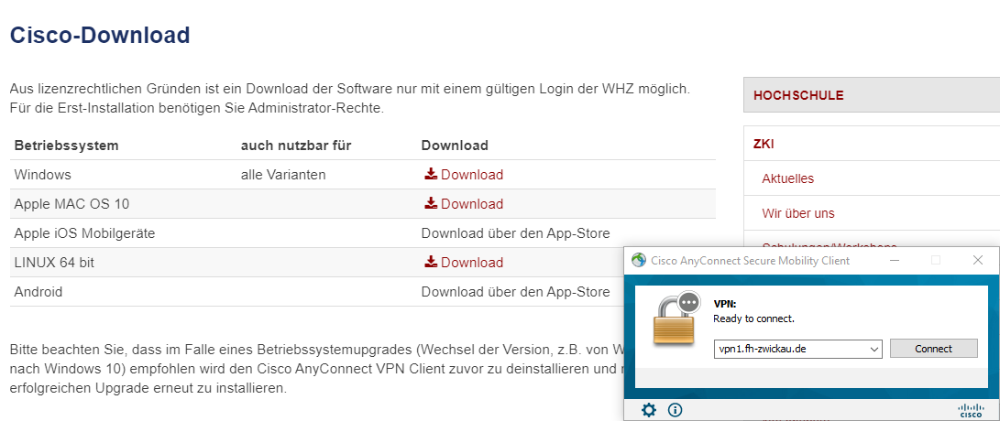 Cisco-Download
Aus lizenzrechtlichen Gründen ist ein Download der Software nur mit einem gültigen Login der WHZ möglich.
Für die Erst-Installation benötigen Sie Administrator-Rechte.
Betriebssystem auch nutzbar für Download
Windows alle Varianten Download
Apple MAC OS 10 Download
Apple iOS Mobilgeräte Download über den App-Store
LINUX 64 bit Download
Android Download über den App-Store
Bitte beachten Sie, dass im Falle eines Betriebssystemupgrades (Wechsel der Version, z.B. von W
nach Windows 10) empfohlen wird den Cisco AnyConnect VPN Client zuvor zu deinstallieren und
erfolgreichen Upgrade erneut zu installieren.
HOCHSCHULE
ZKI
Aktuelles
Wir über uns
Schulungen/Workshops
Cisco AnyConnect Secure Mobility Client
VPN:
Ready to connect.
vpn1.fh-zwickau.de
Connect
CISCO